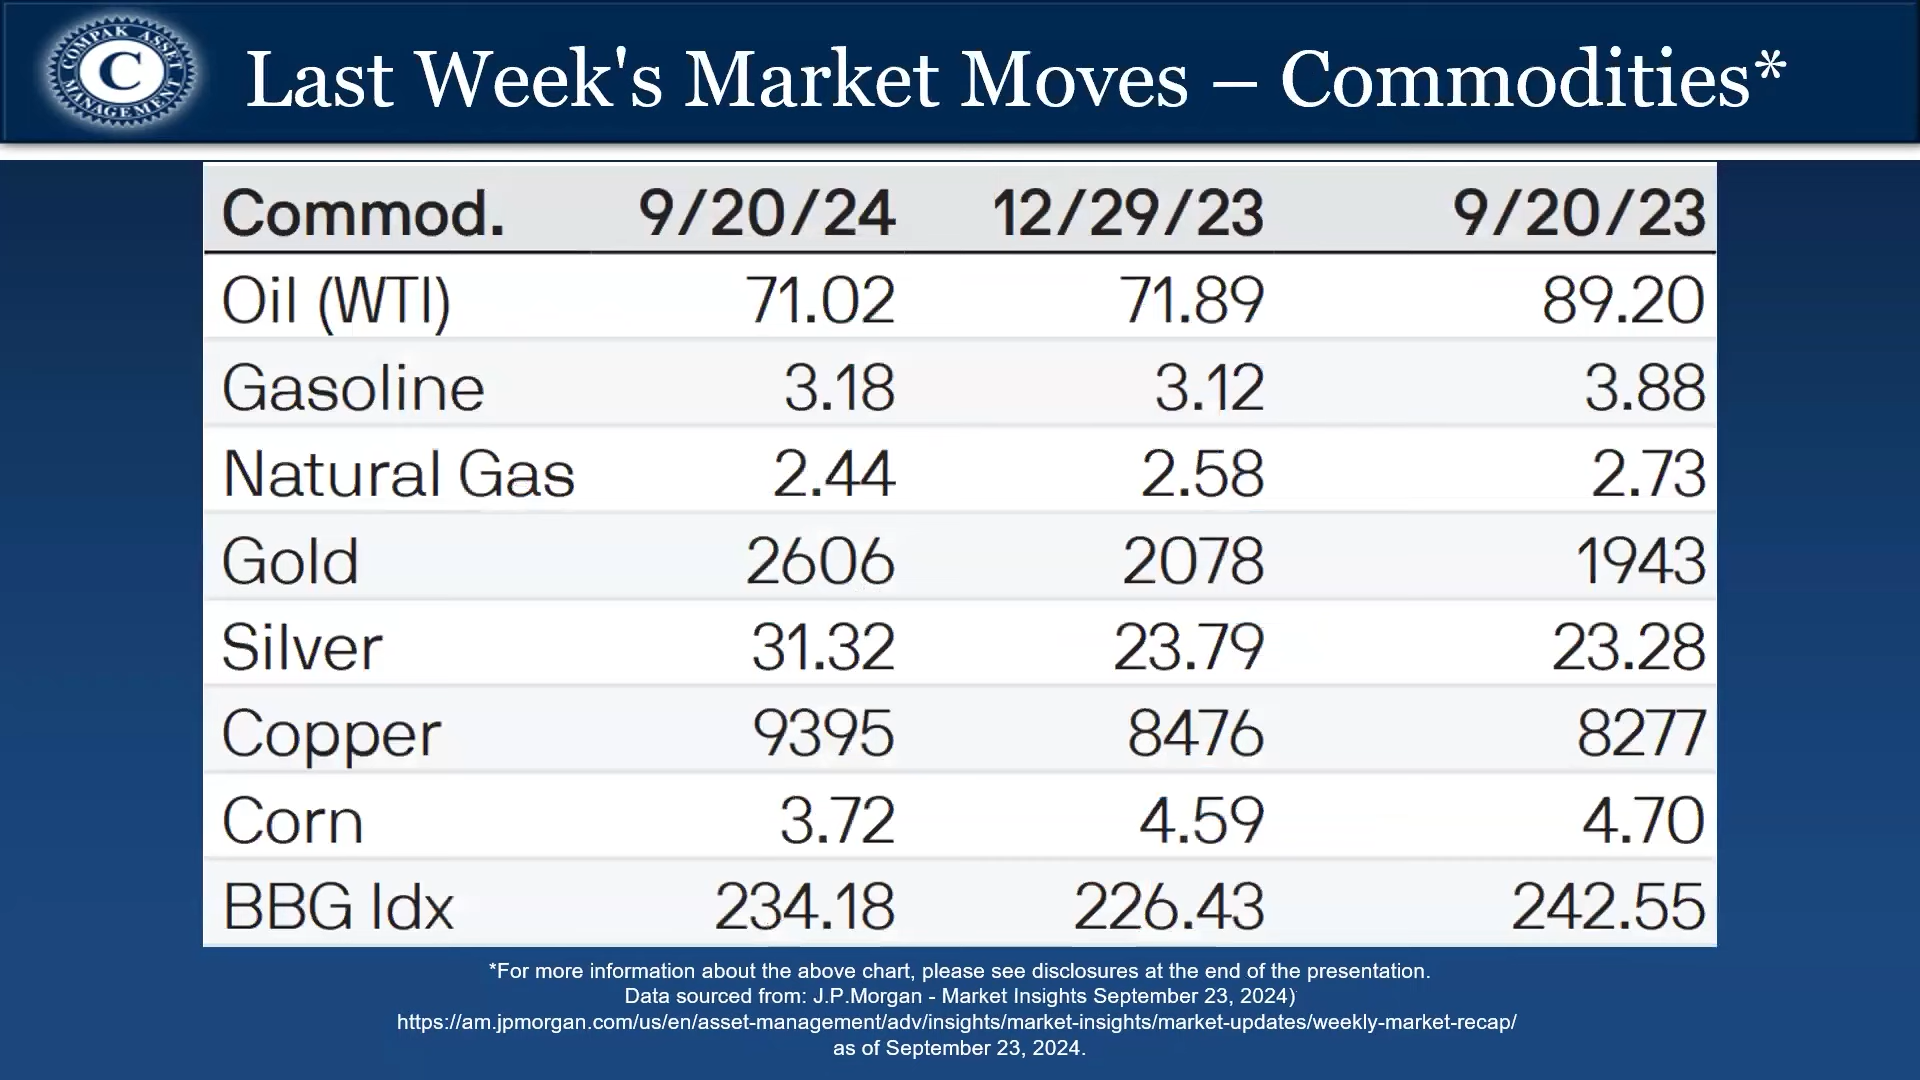 COMPAK ASSET
C
MANAGEMENT
Last Week's Market Moves – Commodities*
Commod. 9/20/24 12/29/23 9/20/23
Oil (WTI) 71.02 71.89 89.20
Gasoline 3.18 3.12 3.88
Natural Gas 2.44 2.58 2.73
Gold 2606 2078 1943
Silver 31.32 23.79 23.28
Copper 9395 8476 8277
Corn 3.72 4.59 4.70
BBG Idx 234.18 226.43 242.55
*For more information about the above chart, please see disclosures at the end of the presentation.
Data sourced from: J.P.Morgan - Market Insights September 23, 2024)
https://am.jpmorgan.com/us/en/asset-management/adv/insights/market-insights/market-updates/weekly-market-recap/
as of September 23, 2024.